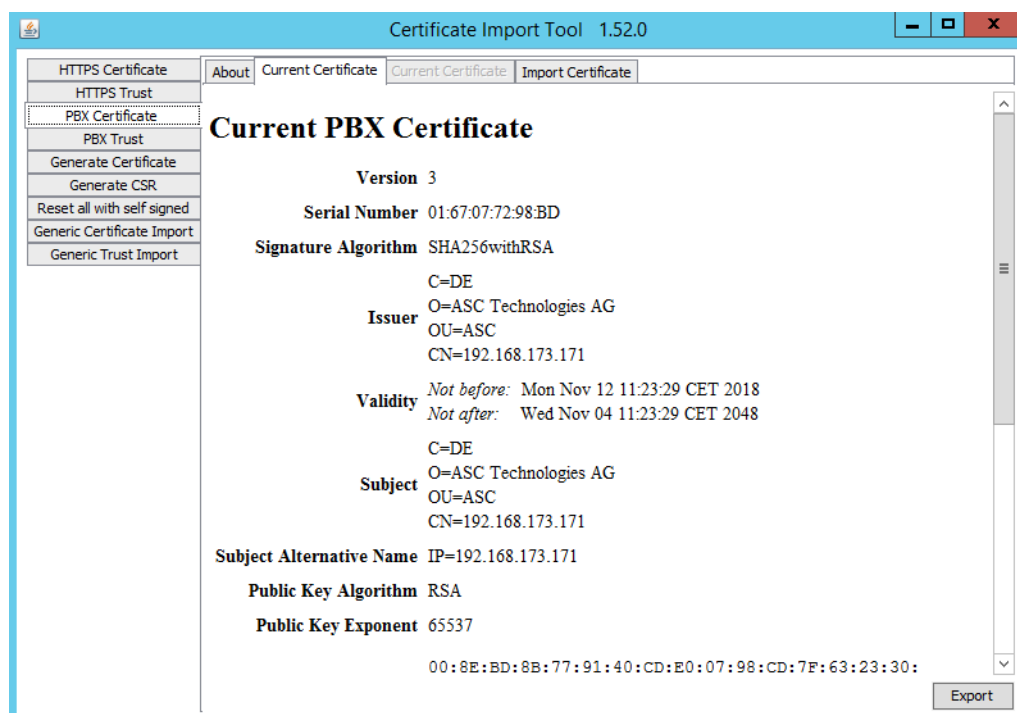 Certificate Import Tool 1.52.0
HTTPS Certificate
HTTPS Trust
PBX Certificate
PBX Trust
Generate Certificate
Generate CSR
Reset all with self signed
Generic Certificate Import
Generic Trust Import
About Current Certificate Current Certificate Import Certificate
Current PBX Certificate
Version 3
Serial Number 01:67:07:72:98:BD
Signature Algorithm SHA256withRSA
Issuer
C=DE
O=ASC Technologies AG
OU=ASC
CN=192.168.173.171
Validity
Not before: Mon Nov 12 11:23:29 CET 2018
Not after: Wed Nov 04 11:23:29 CET 2048
Subject
C=DE
O=ASC Technologies AG
OU=ASC
CN=192.168.173.171
Subject Alternative Name IP=192.168.173.171
Public Key Algorithm RSA
Public Key Exponent 65537
00:8E:BD:8B:77:91:40:CD:E0:07:98:CD:7F:63:23:30:
Export